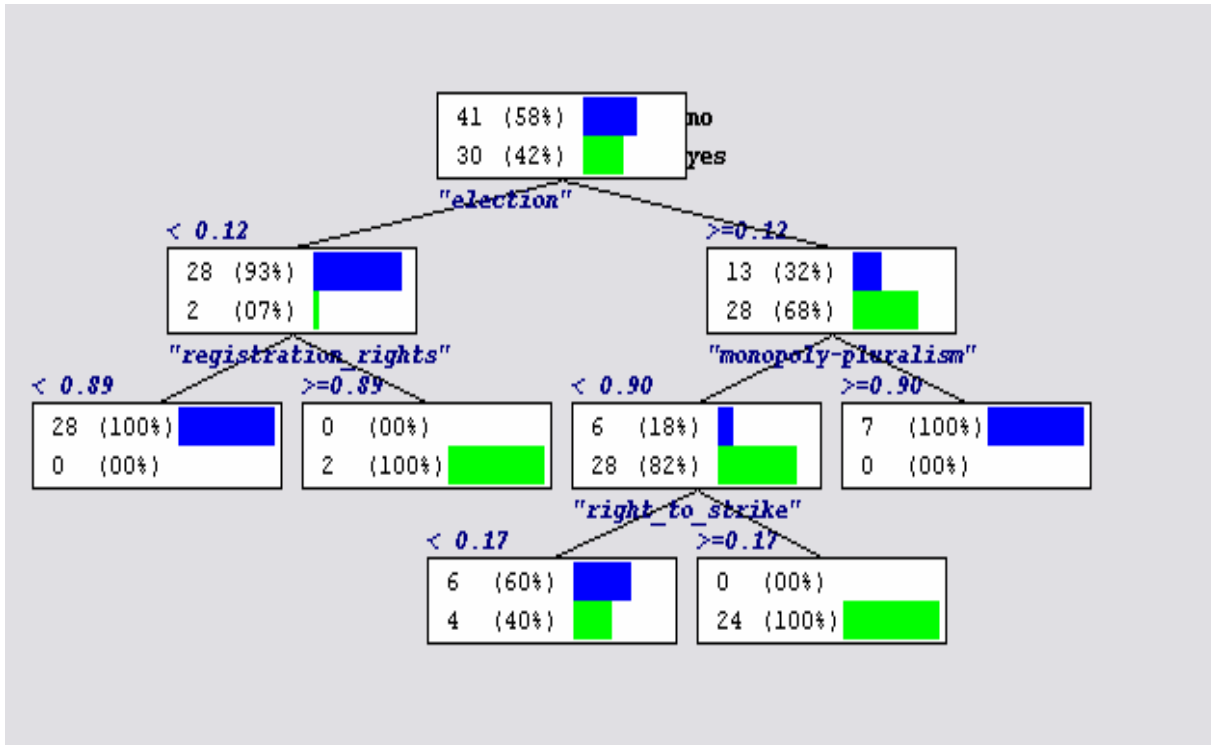 41 (58%) no
30 (42%) yes
"election"
< 0.12 >=0.12
28 (93%) 13 (32%)
2 (07%) 28 (68%)
"registration_rights" "monopoly-pluralism"
< 0.89 >=0.89 < 0.90 >=0.90
28 (100%) 0 (00%) 6 (18%) 7 (100%)
0 (00%) 2 (100%) 28 (82%) 0 (00%)
"right_to_strike"
< 0.17 >=0.17
6 (60%) 0 (00%)
4 (40%) 24 (100%)